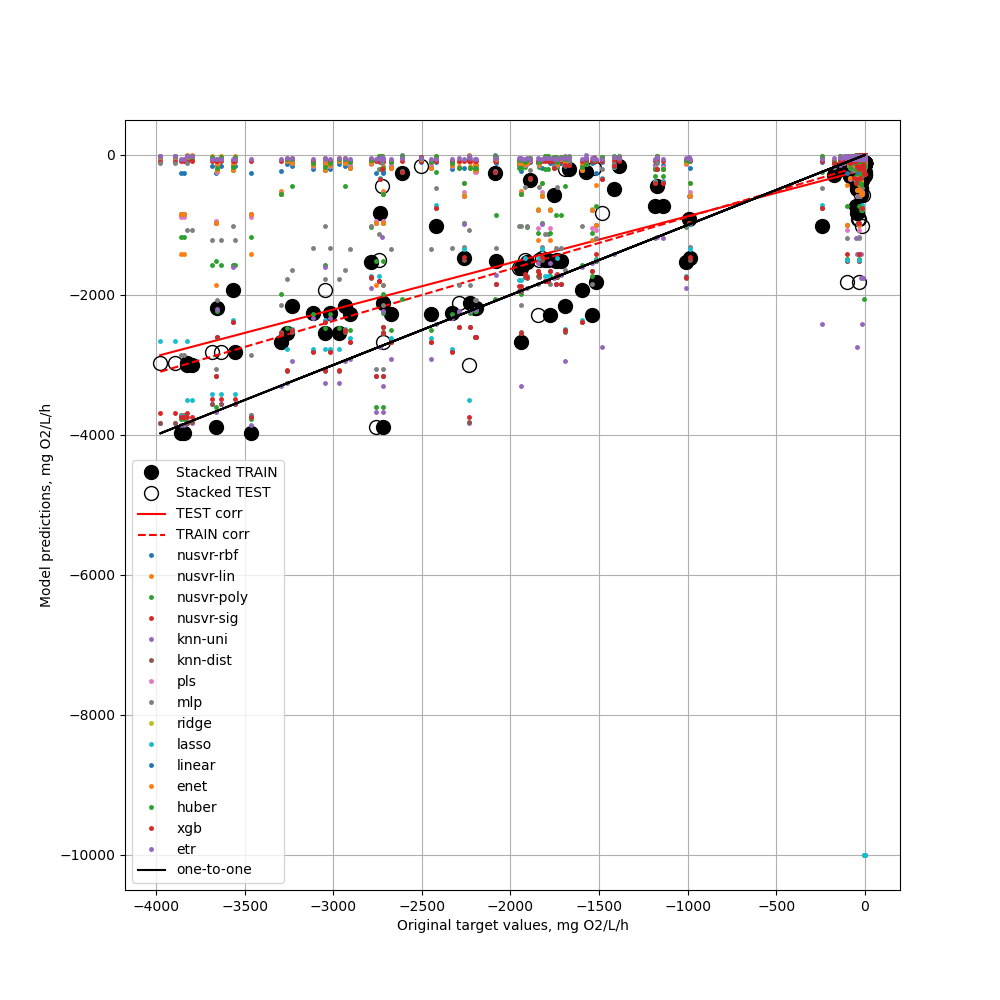 0
−2000
−4000
−6000
−8000
−10000
Model predictions, mg O2/L/h
Stacked TRAIN
Stacked TEST
TEST corr
TRAIN corr
nusvr-rbf
nusvr-lin
nusvr-poly
nusvr-sig
knn-uni
knn-dist
pls
mlp
ridge
lasso
linear
enet
huber
xgb
etr
one-to-one
−4000 −3500 −3000 −2500 −2000 −1500 −1000 −500 0
Original target values, mg O2/L/h